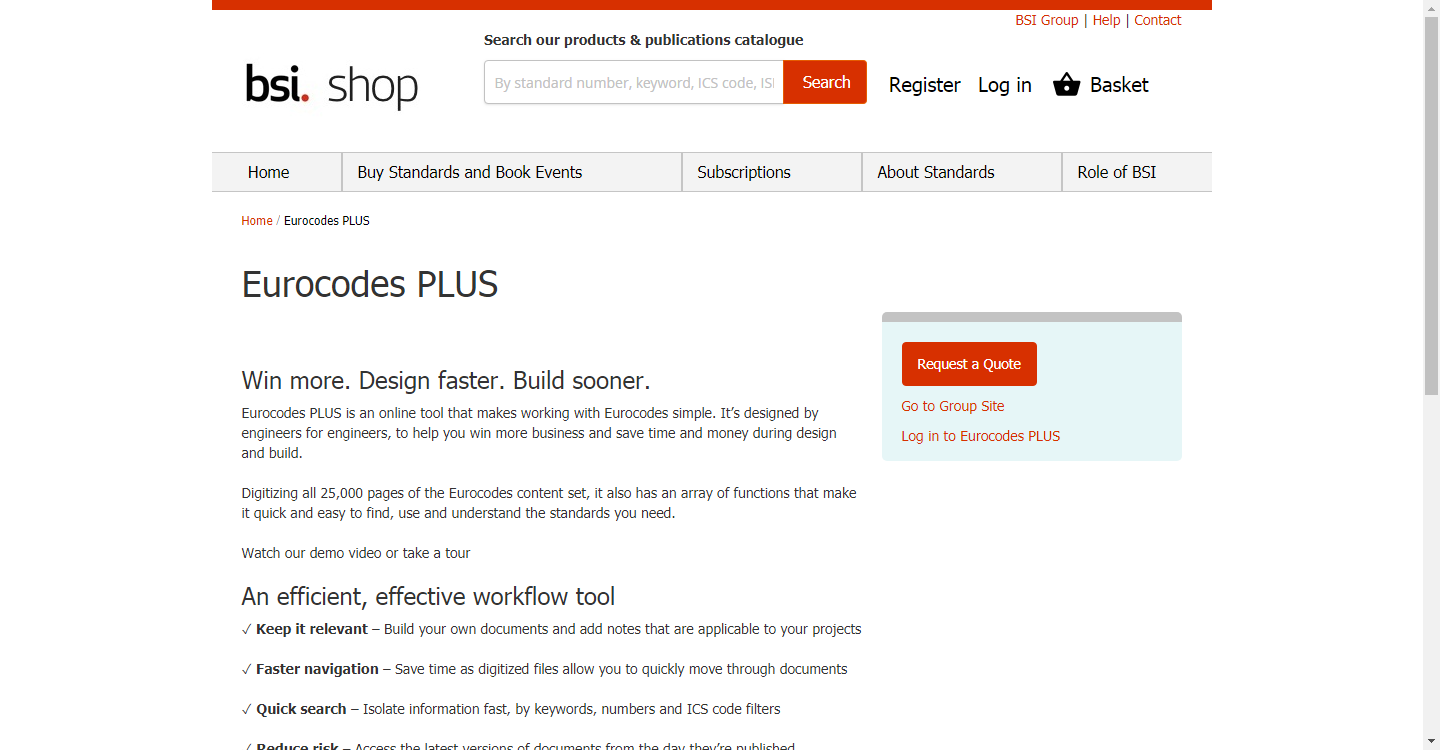 BSI Group | Help | Contact
Search our products & publications catalogue
bsi. shop
By standard number, keyword, ICS code, ISI
Search
Register
Log in
Basket
Home
Buy Standards and Book Events
Subscriptions
About Standards
Role of BSI
Home / Eurocodes PLUS
Eurocodes PLUS
Request a Quote
Go to Group Site
Log in to Eurocodes PLUS
Win more. Design faster. Build sooner.
Eurocodes PLUS is an online tool that makes working with Eurocodes simple. It’s designed by
engineers for engineers, to help you win more business and save time and money during design
and build.
Digitizing all 25,000 pages of the Eurocodes content set, it also has an array of functions that make
it quick and easy to find, use and understand the standards you need.
Watch our demo video or take a tour
An efficient, effective workflow tool
✓ Keep it relevant – Build your own documents and add notes that are applicable to your projects
✓ Faster navigation – Save time as digitized files allow you to quickly move through documents
✓ Quick search – Isolate information fast, by keywords, numbers and ICS code filters
✓ Reduce risk – Access the latest versions of documents from the day they’re published